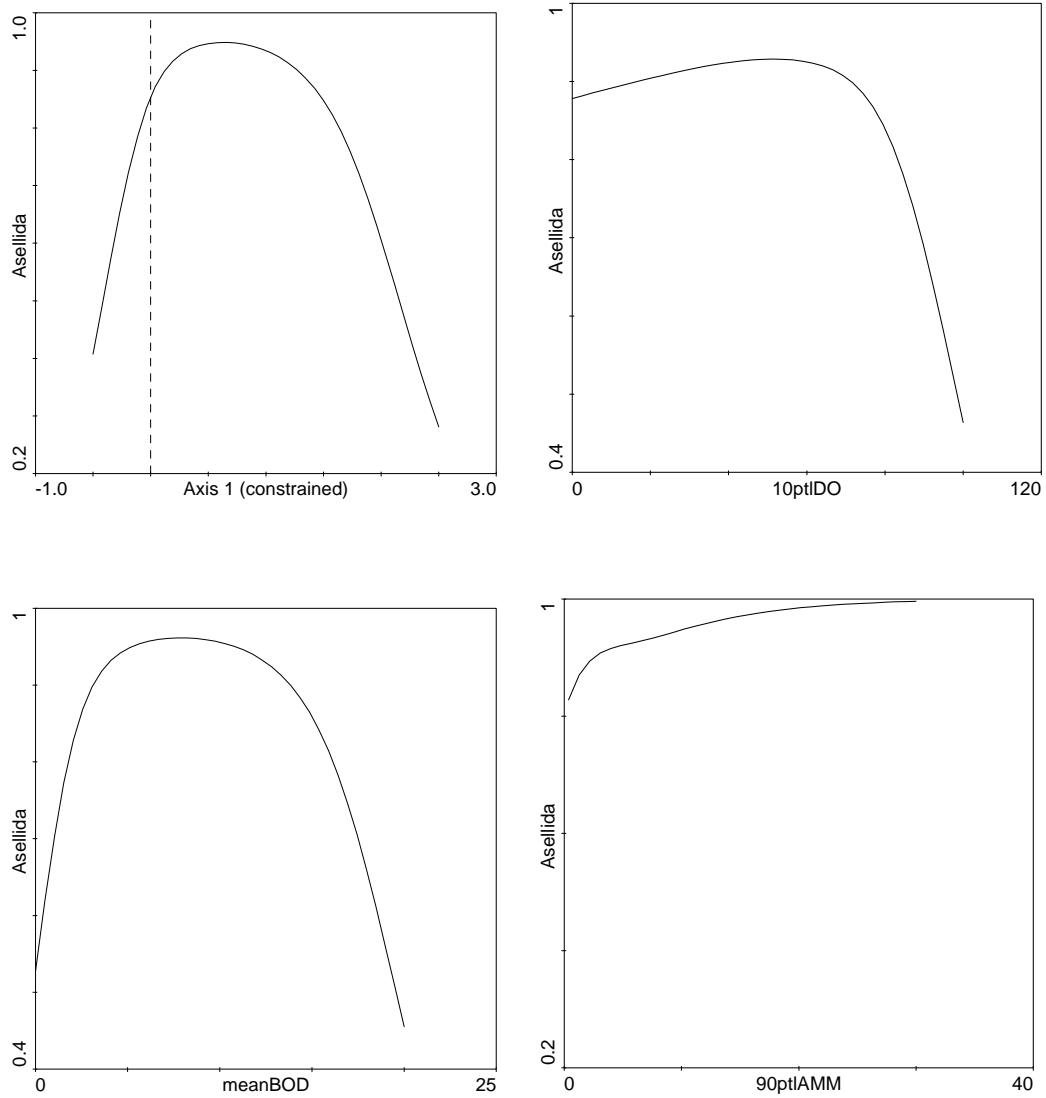 1.0
Asellida
0.2
-1.0 Axis 1 (constrained) 3.0
1
Asellida
0.4
0 10ptlDO 120
1
Asellida
0.4
0 meanBOD 25
1
Asellida
0.2
0 90ptlAMM 40